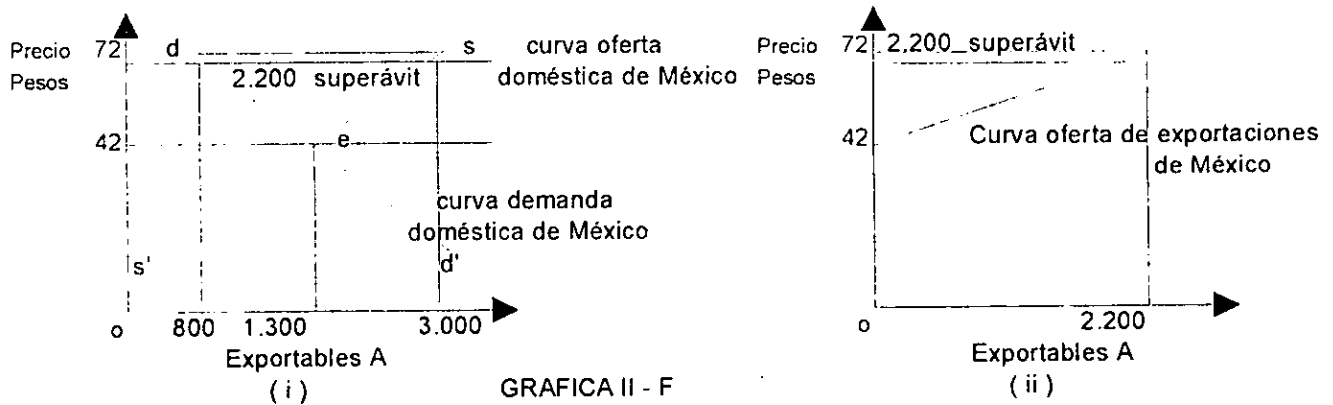 Precio 72 d s curva oferta
Pesos 2.200 superávit doméstica de México
42 e
curva demanda
doméstica de México
s' d'
o 800 1.300 3.000
Exportables A
( i )
Precio 72 2.200_superávit
Pesos
42 Curva oferta de exportaciones
de México
o 2.200
Exportables A
( ii )
GRAFICA II - F